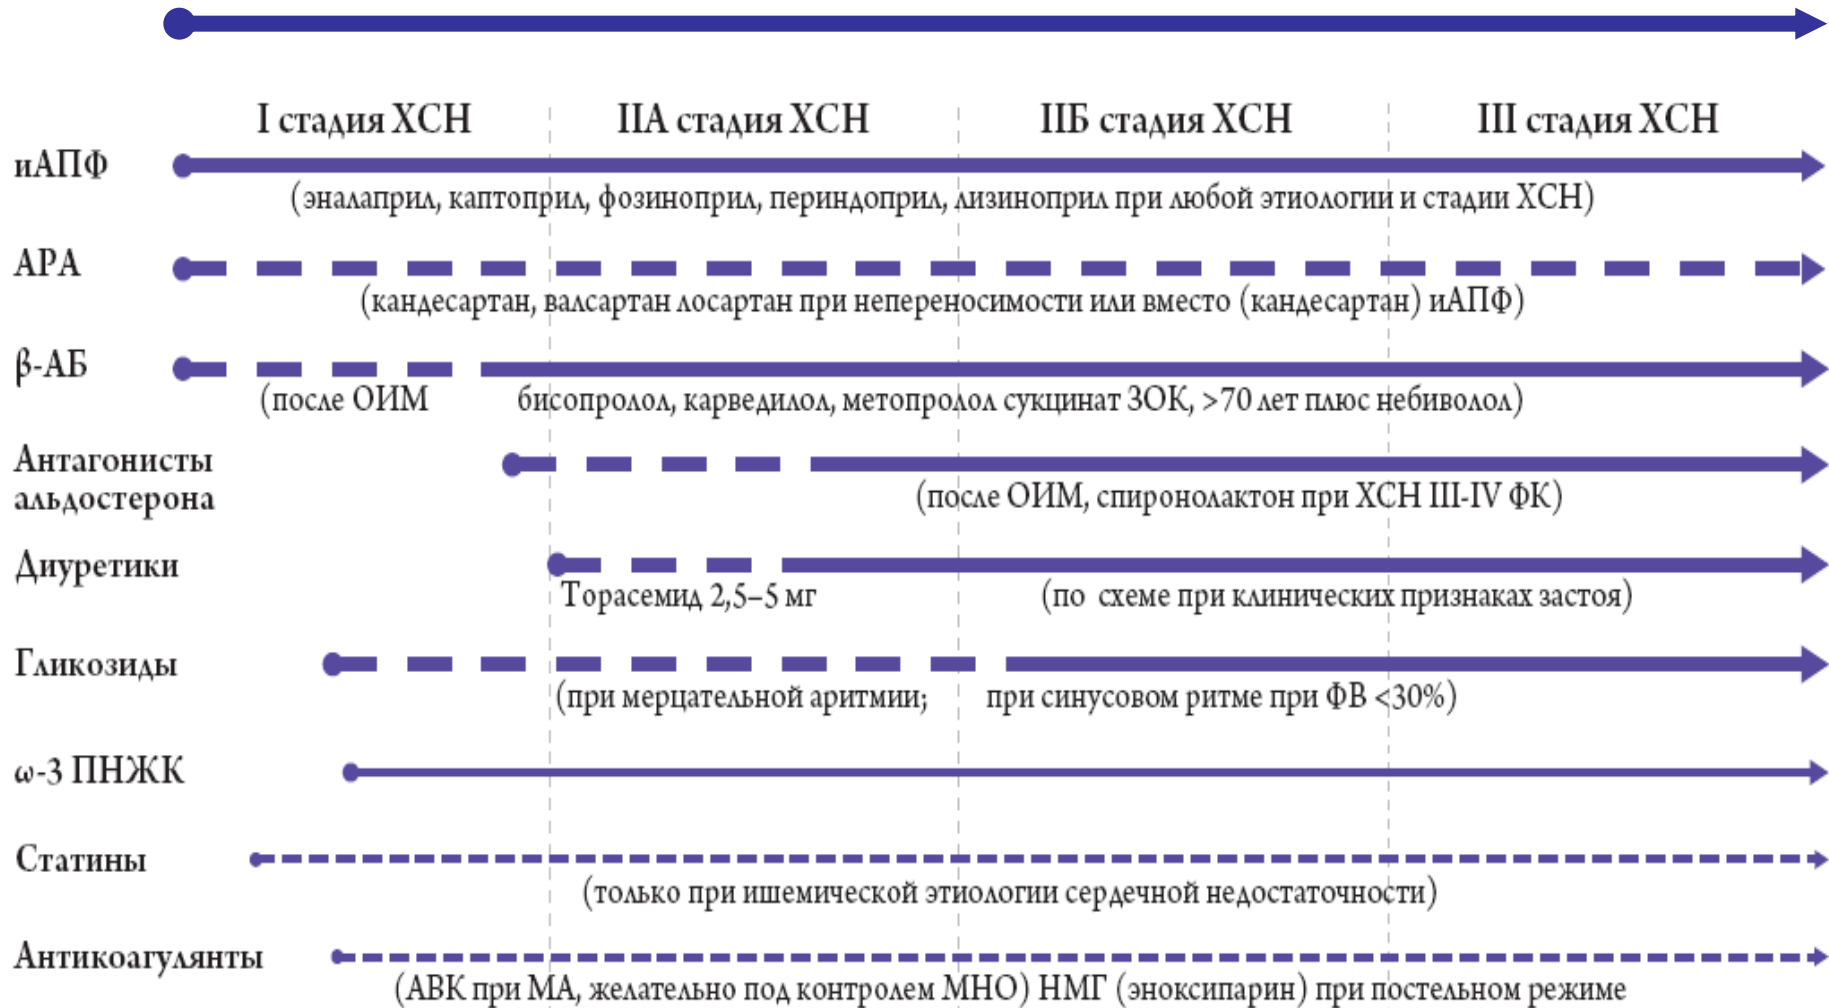 I стадия ХСН IIА стадия ХСН IIБ стадия ХСН III стадия ХСН
иАПФ
(эналаприл, каптоприл, фозиноприл, периндоприл, лизиноприл при любой этиологии и стадии ХСН)
АРА
(кандесартан, валсартан лосартан при непереносимости или вместо (кандесартан) иАПФ)
β-АБ
(после ОИМ бисопролол, карведилол, метопролол сукцинат ЗОК, >70 лет плюс небиволол)
Антагонисты
альдостерона
(после ОИМ, спиронолактон при ХСН III-IV ФК)
Диуретики
Торасемид 2,5–5 мг (по схеме при клинических признаках застоя)
Гликозиды
(при мерцательной аритмии; при синусовом ритме при ФВ <30%)
ω-3 ПНЖК
Статины
(только при ишемической этиологии сердечной недостаточности)
Антикоагулянты
(АВК при МА, желательно под контролем МНО) НМГ (эноксипарин) при постельном режиме